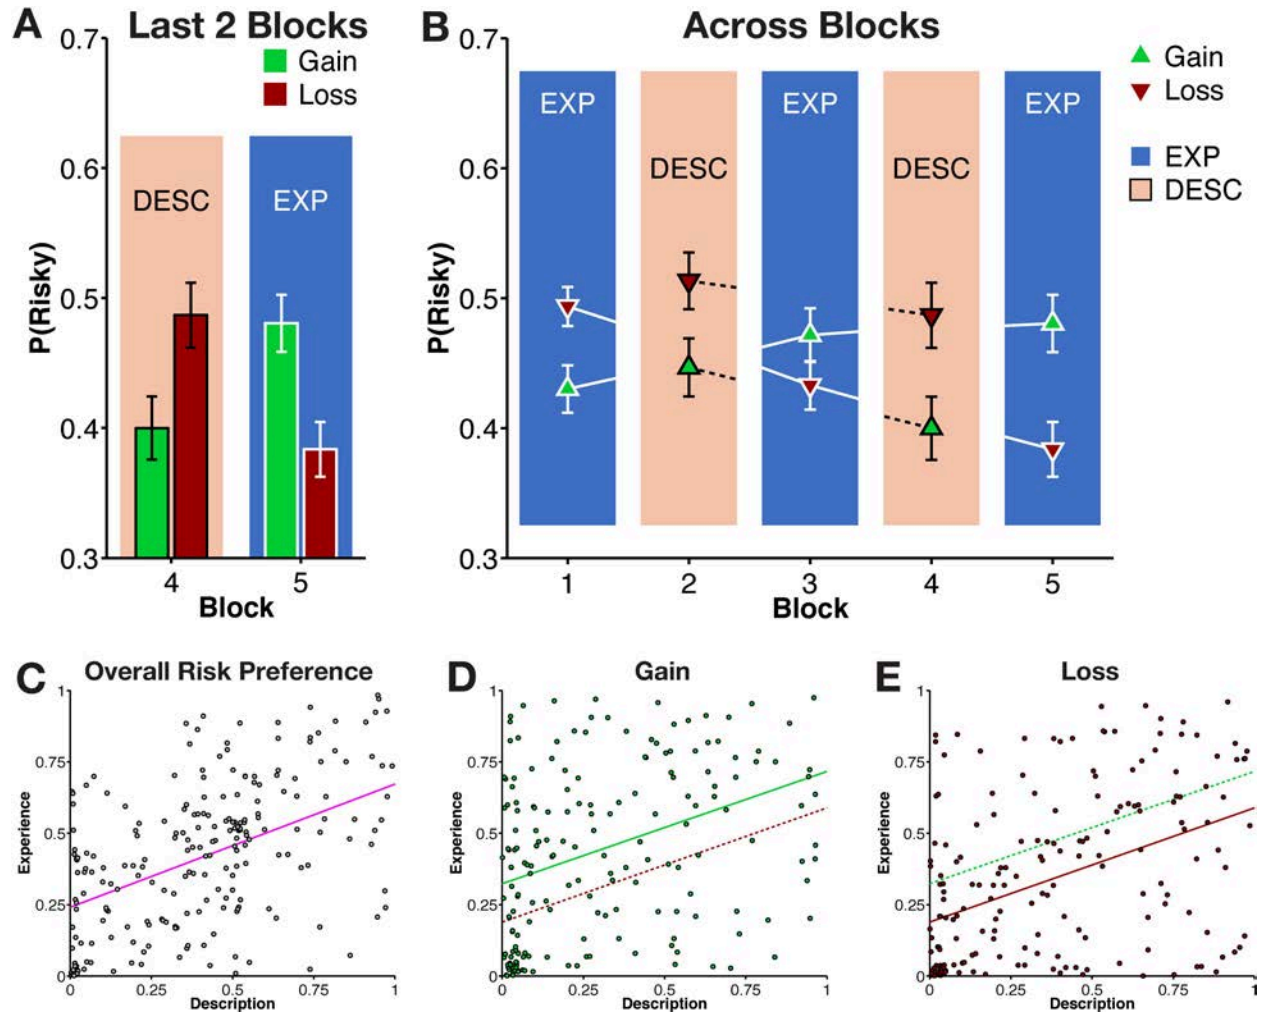 A Last 2 Blocks
0.7
Gain
Loss
0.6
DESC EXP
0.5
P(Risky)
0.4
0.3
4 5
Block
B Across Blocks
0.7
Gain
Loss
EXP
DESC
EXP EXP EXP
0.6
DESC DESC
0.5
P(Risky)
0.4
0.3
1 2 3 4 5
Block
C Overall Risk Preference
1
0.75
0.5
Experience
0.25
0
0 0.25 0.5 0.75 1
Description
D Gain
1
0.75
0.5
Experience
0.25
0
0 0.25 0.5 0.75 1
Description
E Loss
1
0.75
0.5
Experience
0.25
0
0 0.25 0.5 0.75 1
Description